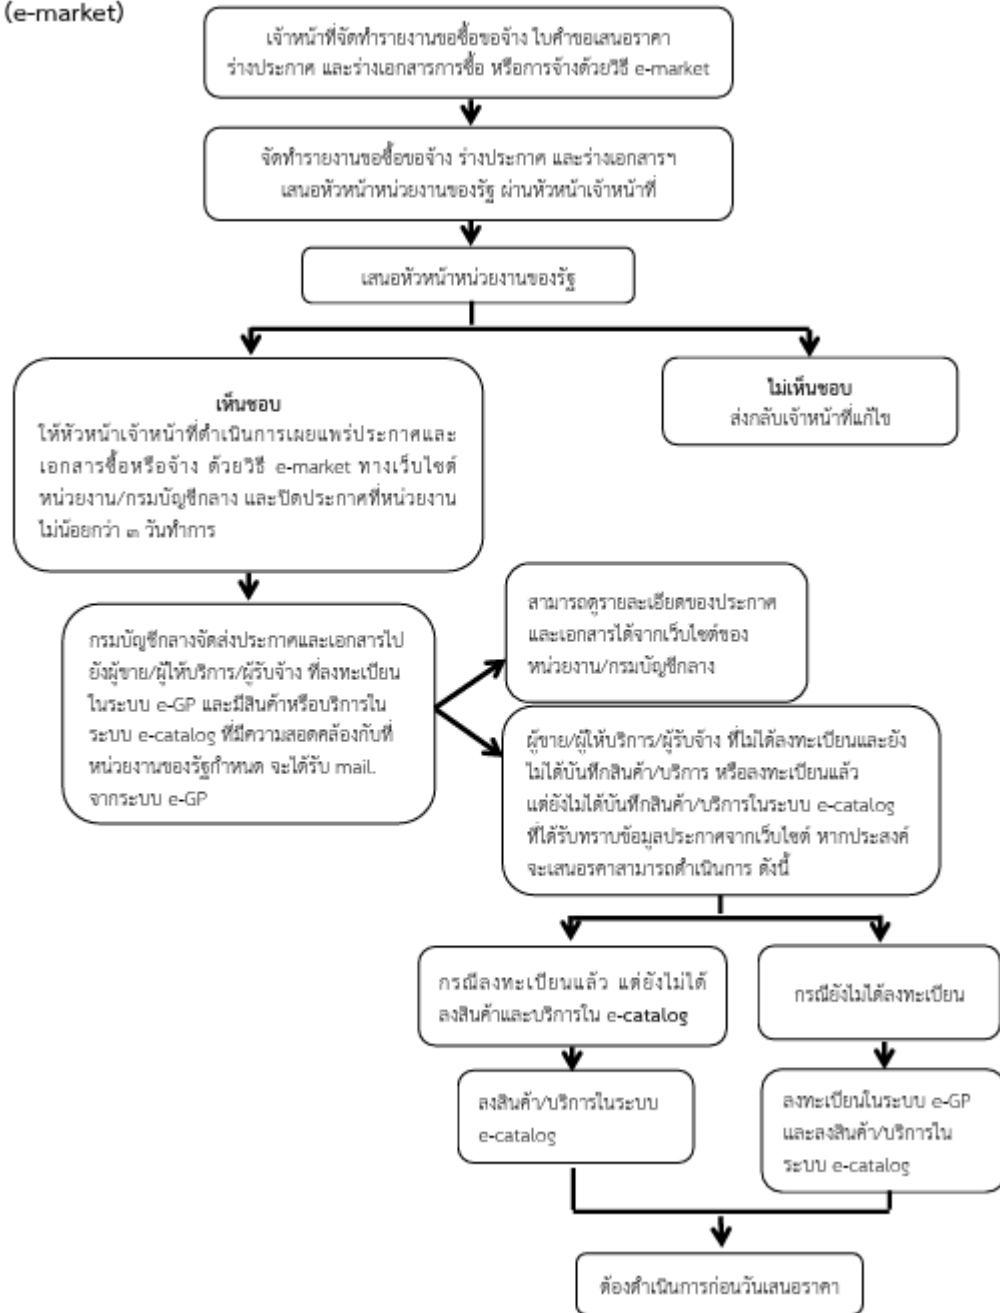 (e-market)
เจ้าหน้าที่จัดทำรายงานขอซื้อขอจ้าง ใบคำขอเสนอราคา
ร่างประกาศ และร่างเอกสารการซื้อ หรือการจ้างด้วยวิธี e-market
จัดทำรายงานขอซื้อขอจ้าง ร่างประกาศ และร่างเอกสารฯ
เสนอหัวหน้าหน่วยงานของรัฐ ผ่านหัวหน้าเจ้าหน้าที่
เสนอหัวหน้าหน่วยงานของรัฐ
เห็นชอบ
ให้หัวหน้าเจ้าหน้าที่ดำเนินการเผยแพร่ประกาศและ
เอกสารซื้อหรือจ้าง ด้วยวิธี e-market ทางเว็บไซต์
หน่วยงาน/กรมบัญชีกลาง และปิดประกาศที่หน่วยงาน
ไม่น้อยกว่า ๓ วันทำการ
ไม่เห็นชอบ
ส่งกลับเจ้าหน้าที่แก้ไข
กรมบัญชีกลางจัดส่งประกาศและเอกสารไป
ยังผู้ขาย/ผู้ให้บริการ/ผู้รับจ้าง ที่ลงทะเบียน
ในระบบ e-GP และมีสินค้าหรือบริการใน
ระบบ e-catalog ที่มีความสอดคล้องกับที่
หน่วยงานของรัฐกำหนด จะได้รับ mail.
จากระบบ e-GP
สามารถดูรายละเอียดของประกาศ
และเอกสารได้จากเว็บไซต์ของ
หน่วยงาน/กรมบัญชีกลาง
ผู้ขาย/ผู้ให้บริการ/ผู้รับจ้าง ที่ไม่ได้ลงทะเบียนและยัง
ไม่ได้บันทึกสินค้า/บริการ หรือลงทะเบียนแล้ว
แต่ยังไม่ได้บันทึกสินค้า/บริการในระบบ e-catalog
ที่ได้รับทราบข้อมูลประกาศจากเว็บไซต์ หากประสงค์
จะเสนอรคาสามารถดำเนินการ ดังนี้
กรณีลงทะเบียนแล้ว แต่ยังไม่ได้
ลงสินค้าและบริการใน e-catalog
กรณียังไม่ได้ลงทะเบียน
ลงสินค้า/บริการในระบบ
e-catalog
ลงทะเบียนในระบบ e-GP
และลงสินค้า/บริการใน
ระบบ e-catalog
ต้องดำเนินการก่อนวันเสนอราคา